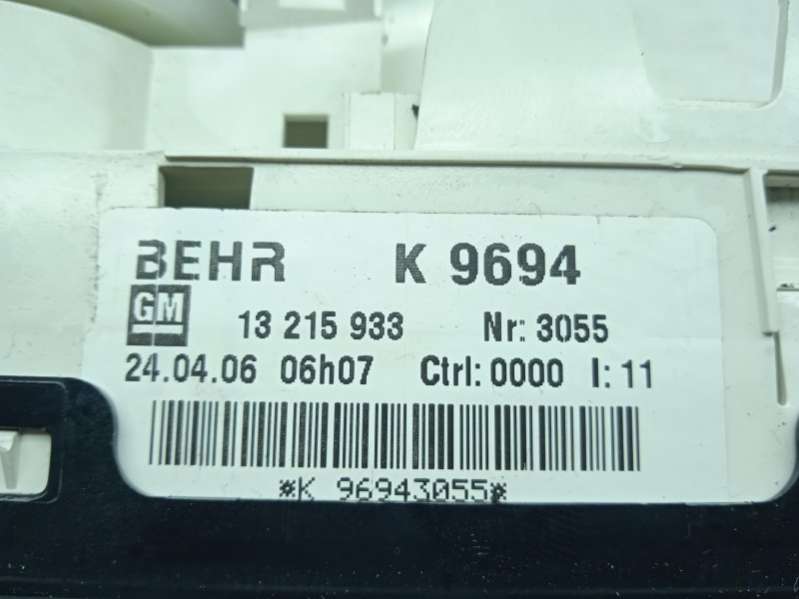 BEHR K 9694
GM 13 215 933 Nr: 3055
24.04.06 06h07 Ctrl: 0000 I: 11
*K 96943055*